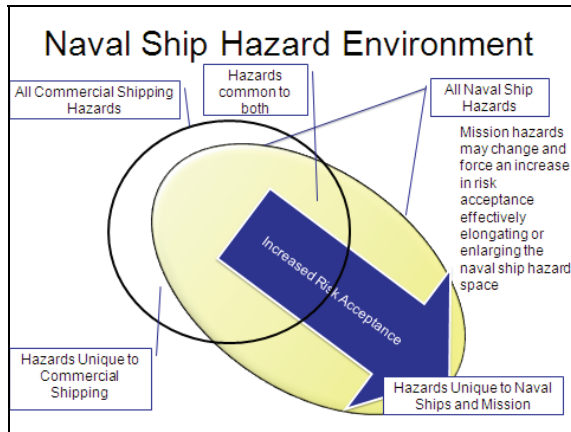 Naval Ship Hazard Environment
All Commercial Shipping
Hazards
Hazards
common to
both
All Naval Ship
Hazards
Mission hazards
may change and
force an increase
in risk
acceptance
effectively
elongating or
enlarging the
naval ship hazard
space
Increased Risk Acceptance
Hazards Unique to
Commercial
Shipping
Hazards Unique to Naval
Ships and Mission